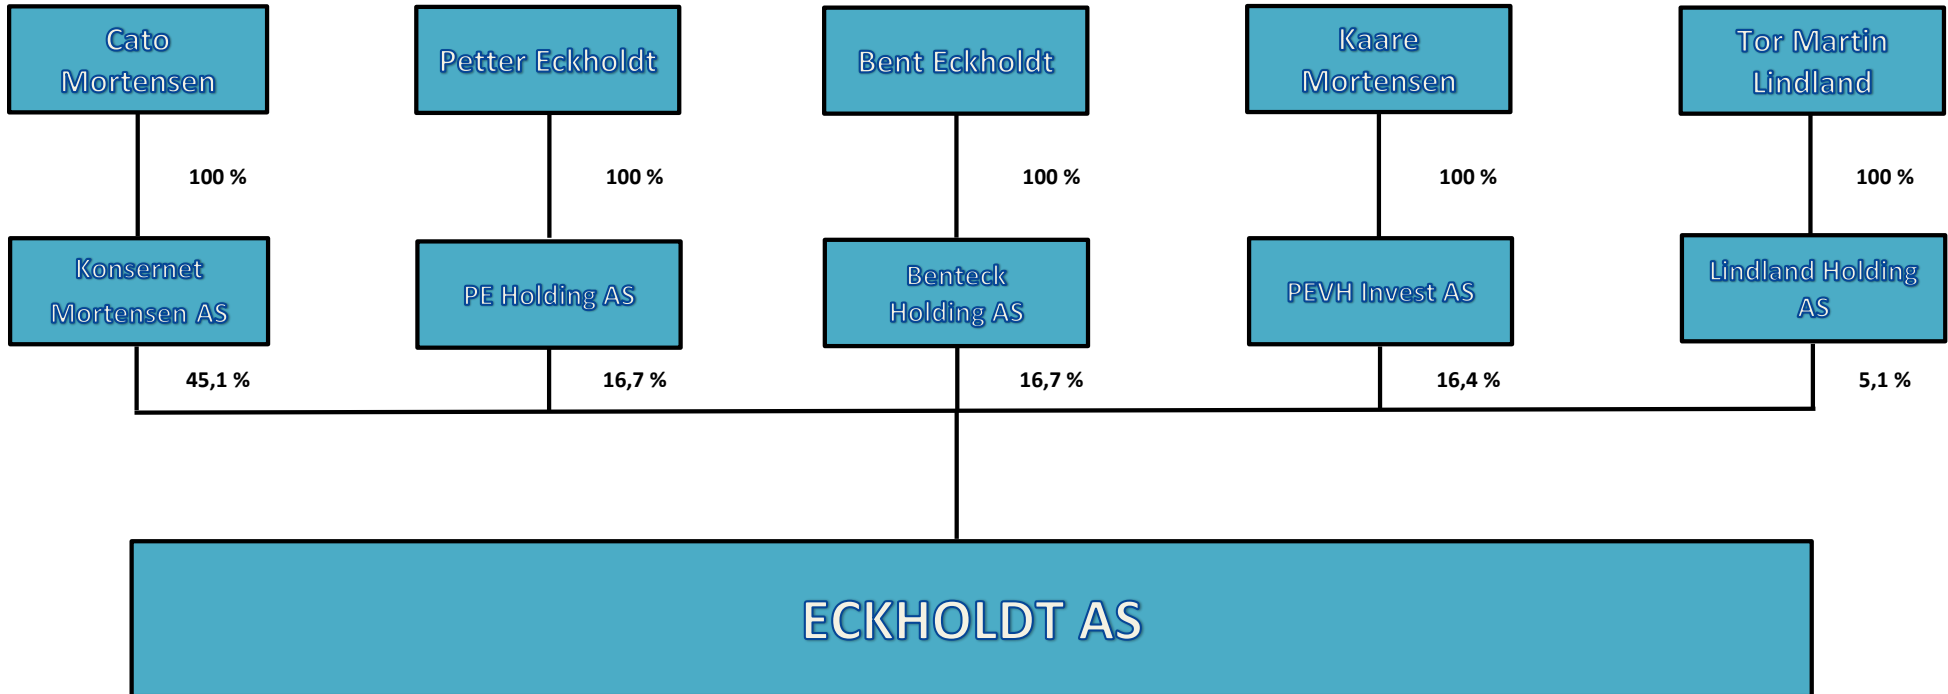 Cato
Mortensen
Petter Eckholdt
Bent Eckholdt
Kaare
Mortensen
Tor Martin
Lindland
100 %
100 %
100 %
100 %
100 %
Konsernet
Mortensen AS
PE Holding AS
Benteck
Holding AS
PEVH Invest AS
Lindland Holding
AS
45,1 %
16,7 %
16,7 %
16,4 %
5,1 %
ECKHOLDT AS